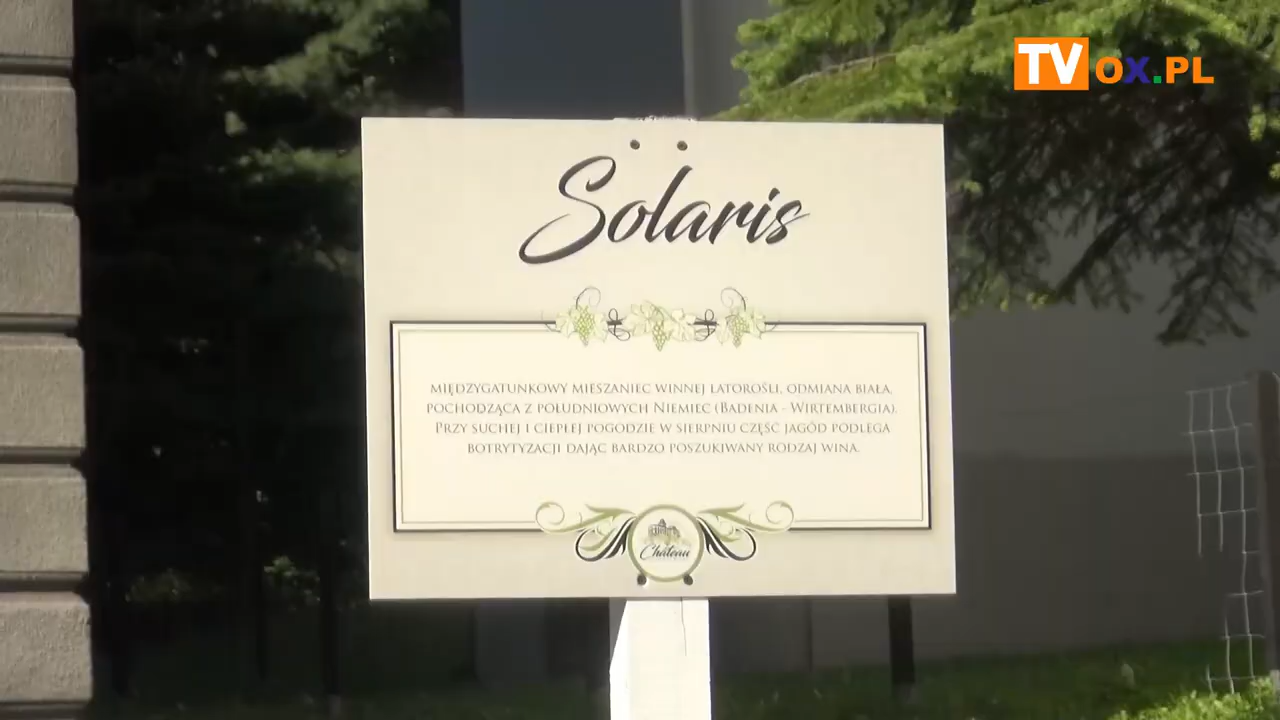 TVOX.PL
Solaris
MIĘDZYGATUNKOWY MIESZANIEC WINNEJ LATOROŚLI, ODMIANA BIAŁA,
POCHODZĄCA Z POŁUDNIOWYCH NIEMIEC (BADENIA - WIRTEMBERGIA).
PRZY SUCHEJ I CIEPŁEJ POGODZIE W SIERPNIU CZĘŚĆ JAGÓD PODLEGA
BOTRYTYZACJI DAJĄC BARDZO POSZUKIWANY RODZAJ WINA.
Château